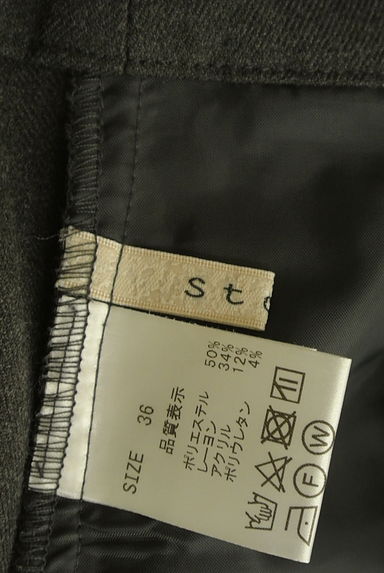 St
SIZE 36
品質表示
ポリエステル 50%
レーヨン 34%
アクリル 12%
ポリウレタン 4%
F W